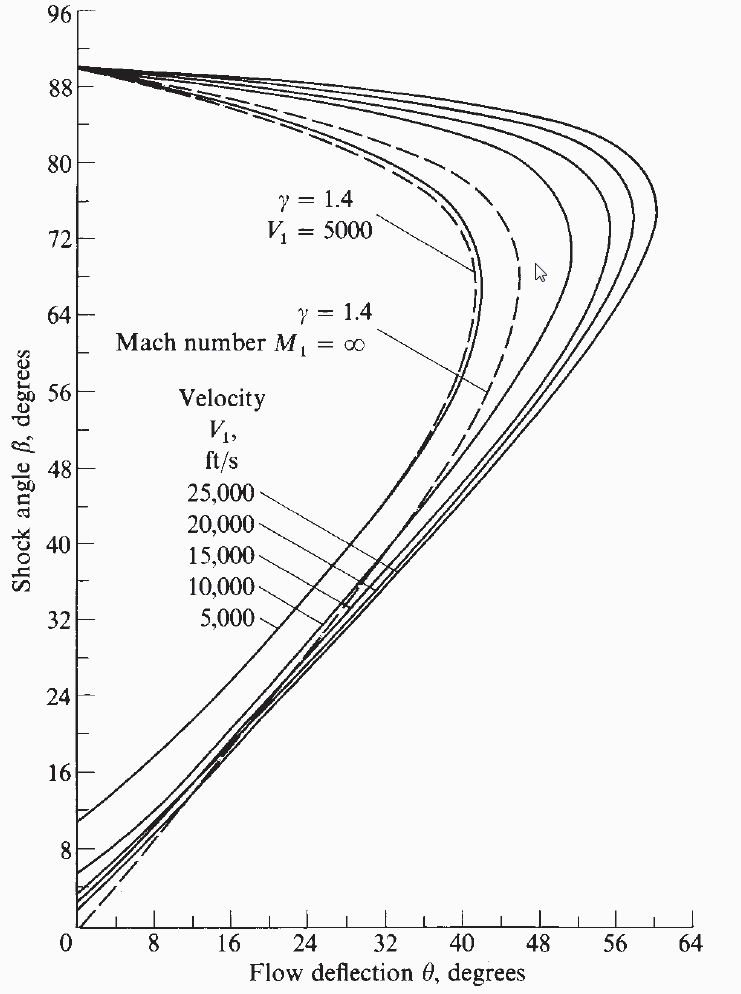 96
88
80
72
64
56
48
40
32
24
16
8
0
8
16
24
32
40
48
56
64
Shock angle β, degrees
Flow deflection θ, degrees
γ = 1.4
V₁ = 5000
γ = 1.4
Mach number M₁ = ∞
Velocity
V₁,
ft/s
25,000
20,000
15,000
10,000
5,000